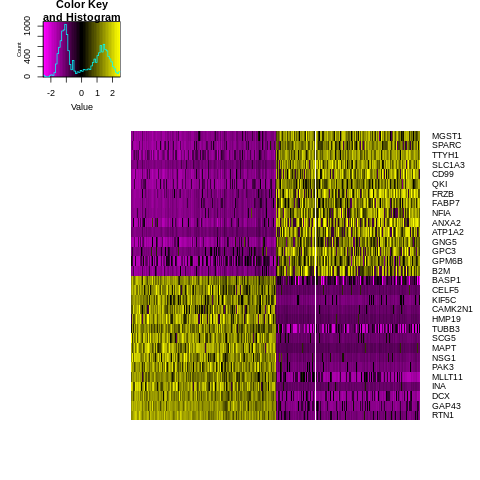 Color Key
and Histogram
Count
0 400 1000
-2 0 1 2
Value
MGST1
SPARC
TTYH1
SLC1A3
CD99
QKI
FRZB
FABP7
NFIA
ANXA2
ATP1A2
GNG5
GPC3
GPM6B
B2M
BASP1
CELF5
KIF5C
CAMK2N1
HMP19
TUBB3
SCG5
MAPT
NSG1
PAK3
MLLT11
INA
DCX
GAP43
RTN1